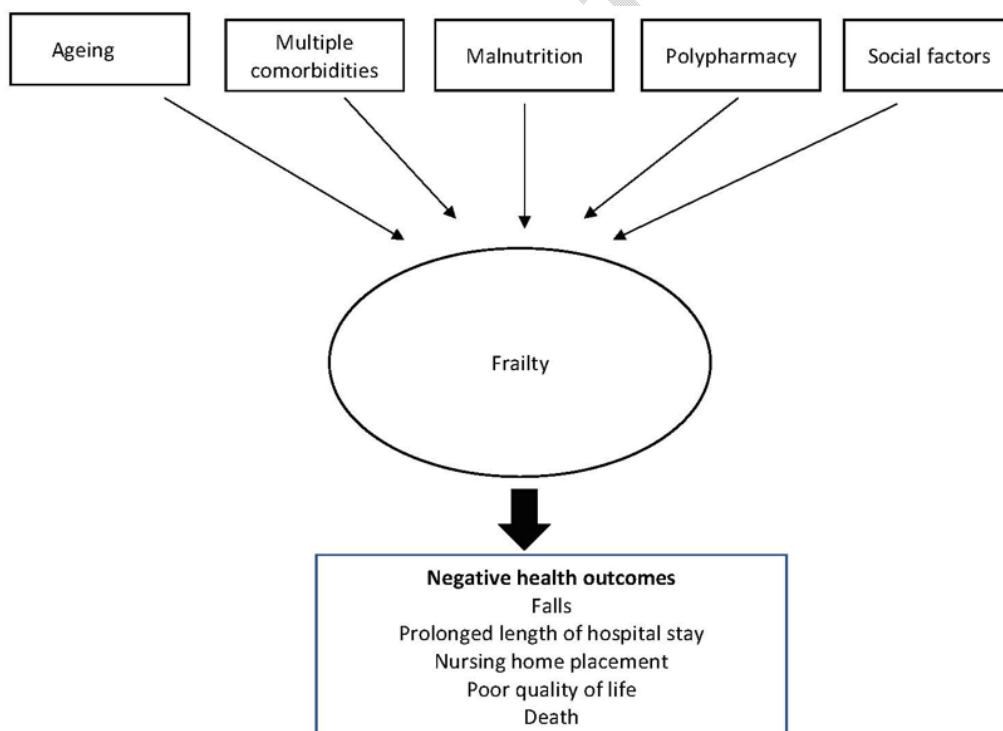 Ageing
Multiple
comorbidities
Malnutrition
Polypharmacy
Social factors
Frailty
Negative health outcomes
Falls
Prolonged length of hospital stay
Nursing home placement
Poor quality of life
Death